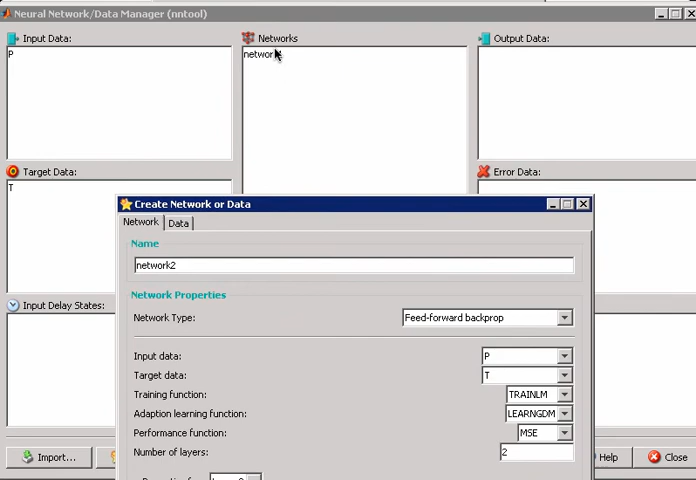 Neural Network/Data Manager (nntool)
Input Data:
P
Networks
Output Data:
Target Data:
T
Error Data:
Input Delay States:
Import...
Help
Close
Create Network or Data
Network
Data
Name
network2
Network Properties
Network Type:
Feed-forward backprop
Input data:
P
Target data:
T
Training function:
TRAINLM
Adaption learning function:
LEARNGDM
Performance function:
MSE
Number of layers:
2